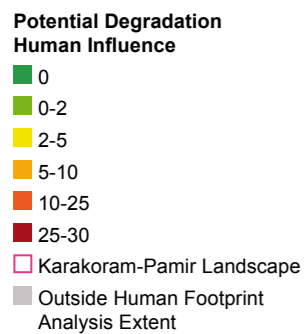 Potential Degradation
Human Influence
0
0-2
2-5
5-10
10-25
25-30
Karakoram-Pamir Landscape
Outside Human Footprint
Analysis Extent